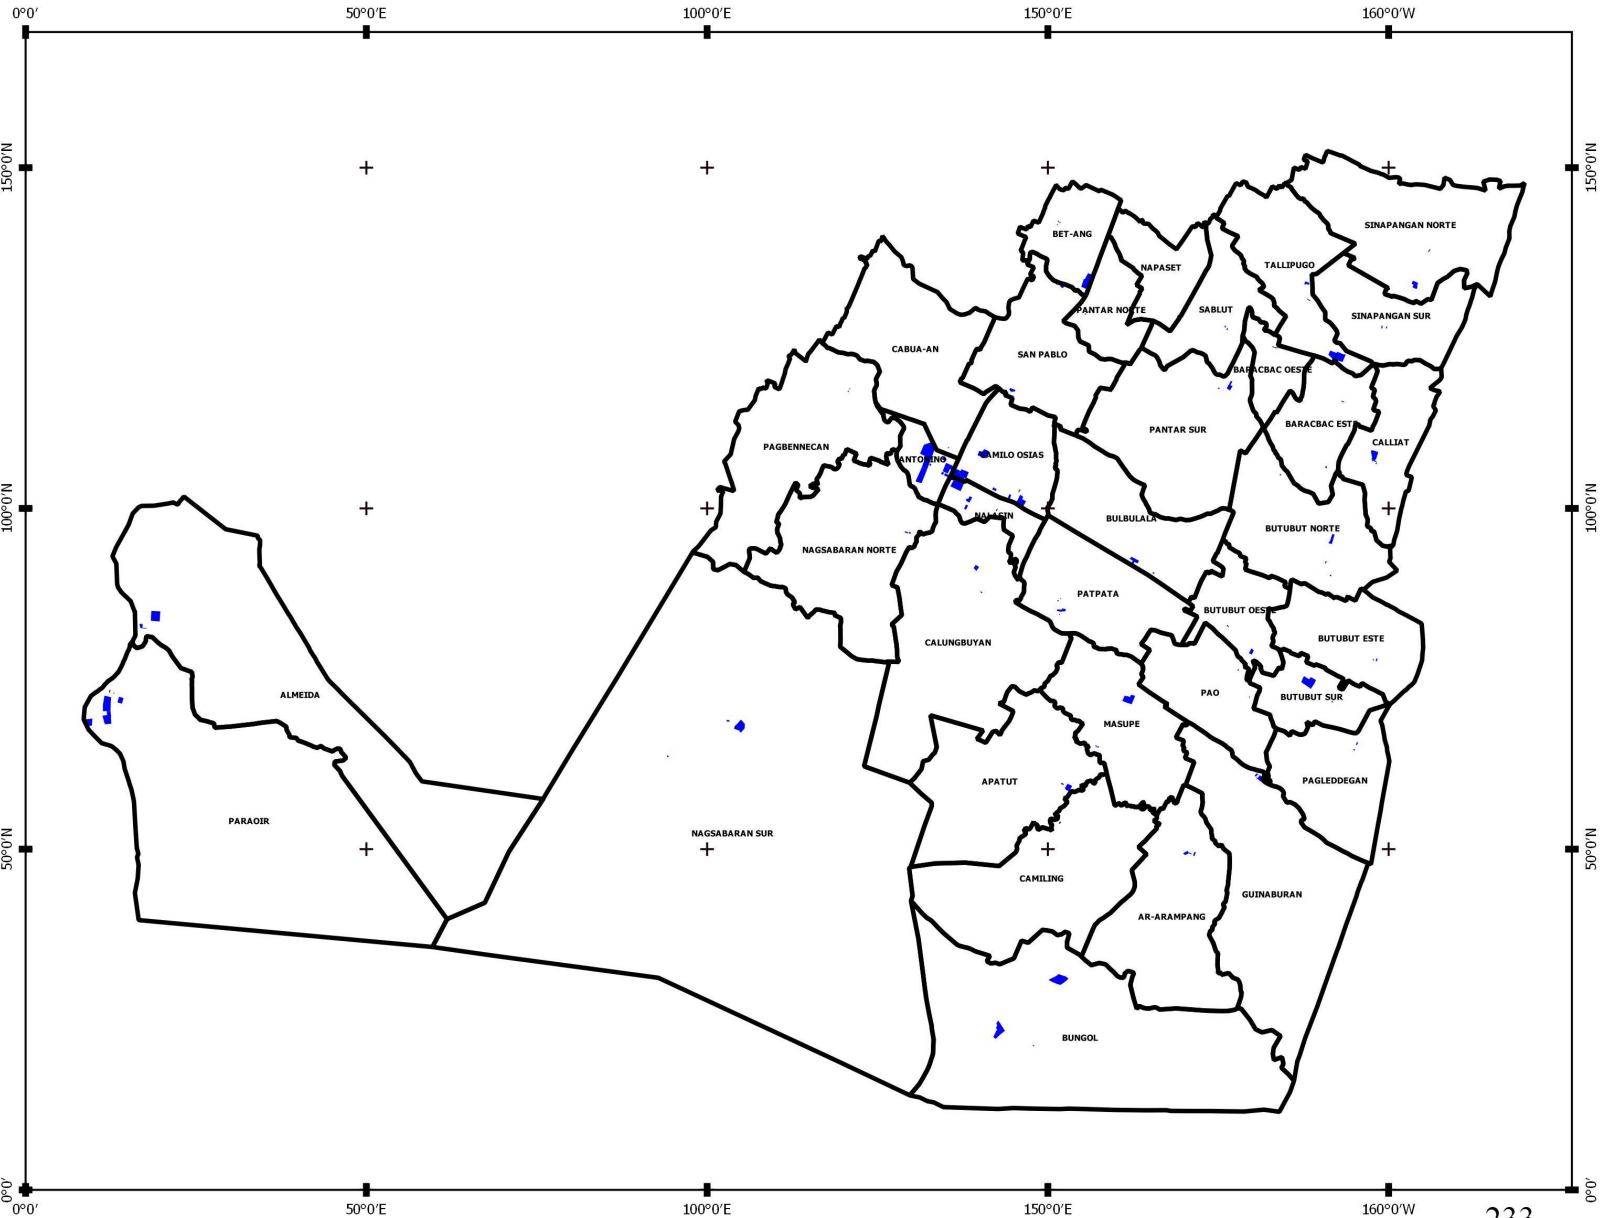 0°0′ 50°0′E 100°0′E 150°0′E 160°0′W
150°0′N 150°0′N
SINAPANGAN NORTE
BET-ANG
TALLIPUGO
NAPASET
PANTAR NORTE
SABLUT
SINAPANGAN SUR
CABUA-AN
SAN PABLO
BARACBAC OESTE
BARACBAC ESTE
PANTAR SUR
CALLIAT
PAGBENNECAN
ANTONINO
CAMILO OSIAS
100°0′N 100°0′N
NALASIN
BULBULALA
BUTUBUT NORTE
NAGSABARAN NORTE
PATPATA
BUTUBUT OESTE
CALUNGBUYAN
BUTUBUT ESTE
ALMEIDA
PAO
BUTUBUT SUR
MASUPE
APATUT
PAGLEDDEGAN
PARAOIR
NAGSABARAN SUR
50°0′N 50°0′N
CAMILING
GUINABURAN
AR-ARAMPANG
BUNGOL
0°0′ 0°0′
0°0′ 50°0′E 100°0′E 150°0′E 160°0′W
233